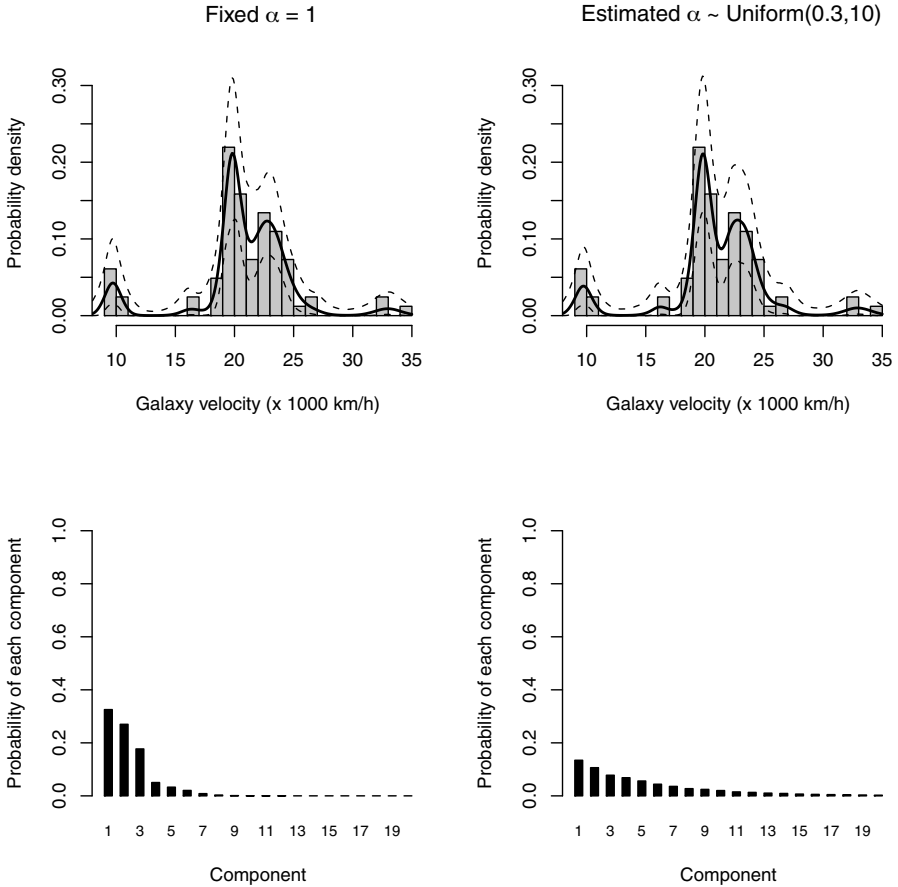 Fixed α = 1
Estimated α ~ Uniform(0.3,10)
Probability density
0.00 0.10 0.20 0.30
10 15 20 25 30 35
Galaxy velocity (x 1000 km/h)
Probability density
0.00 0.10 0.20 0.30
10 15 20 25 30 35
Galaxy velocity (x 1000 km/h)
Probability of each component
0.0 0.2 0.4 0.6 0.8 1.0
1 3 5 7 9 11 13 15 17 19
Component
Probability of each component
0.0 0.2 0.4 0.6 0.8 1.0
1 3 5 7 9 11 13 15 17 19
Component